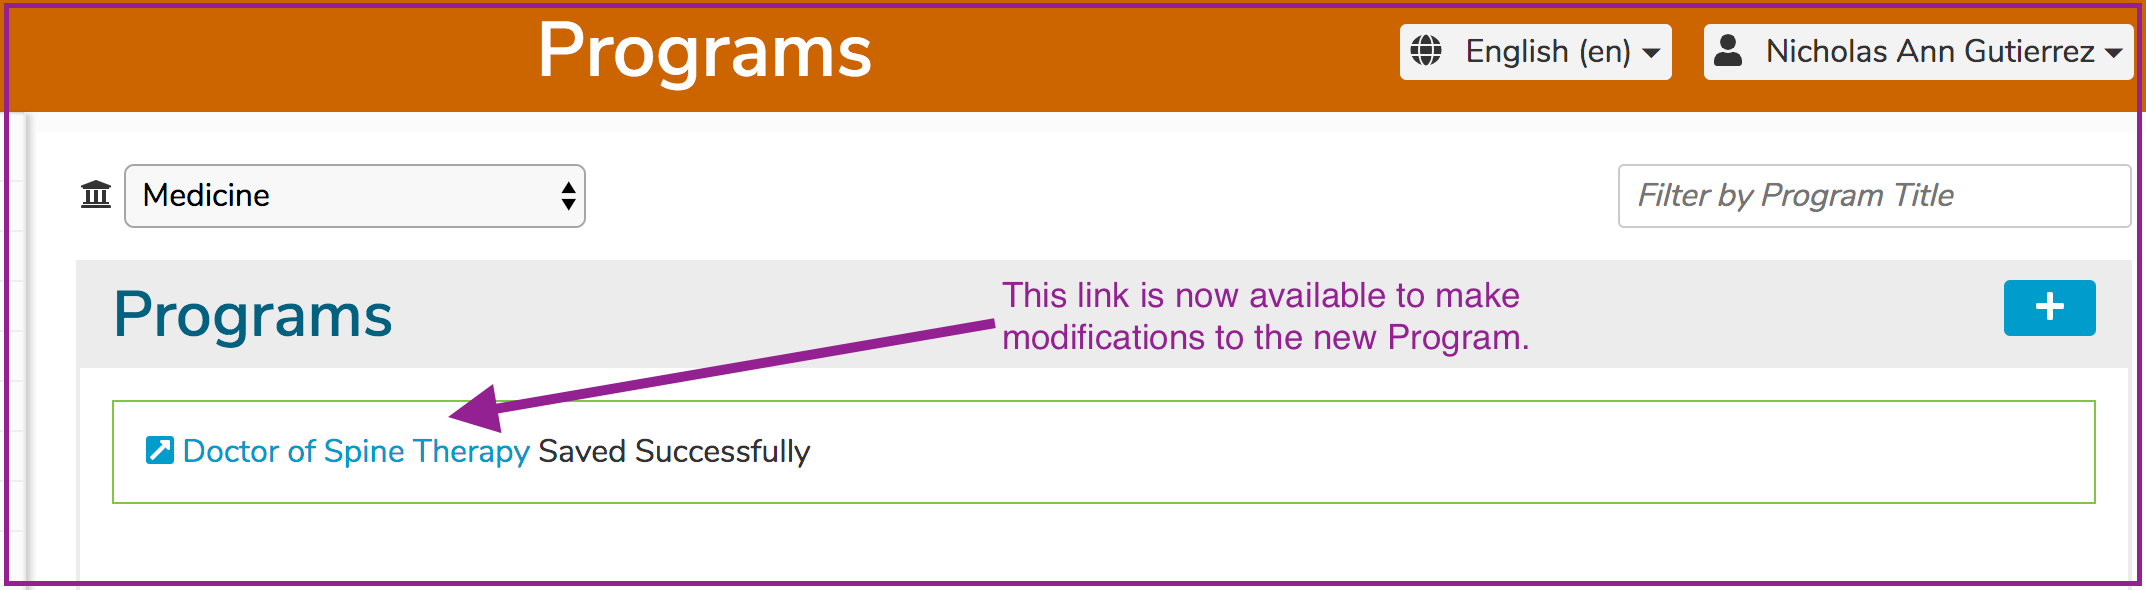 Programs
English (en)
Nicholas Ann Gutierrez
Medicine
Filter by Program Title
Programs
This link is now available to make
modifications to the new Program.
Doctor of Spine Therapy Saved Successfully